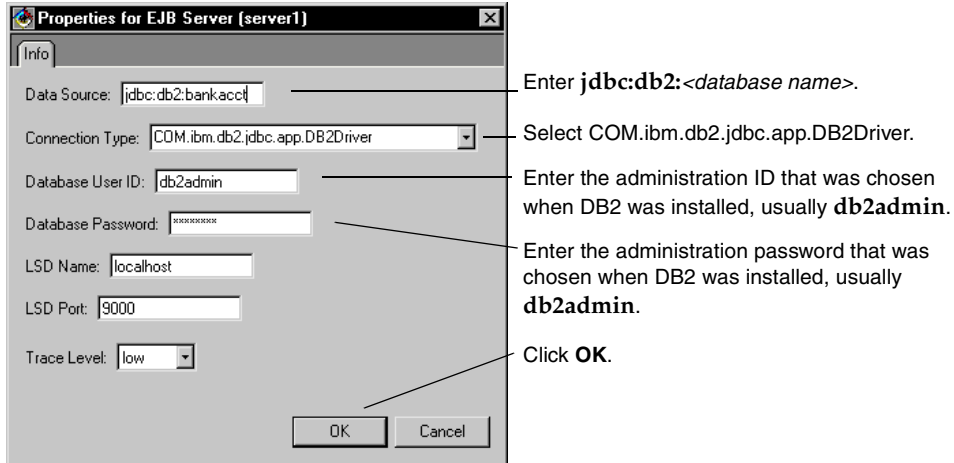 Properties for EJB Server (server1)
Info
Data Source: jdbc:db2:bankacct
Enter jdbc:db2:<database name>.
Connection Type: COM.ibm.db2.jdbc.app.DB2Driver
Select COM.ibm.db2.jdbc.app.DB2Driver.
Database User ID: db2admin
Enter the administration ID that was chosen
when DB2 was installed, usually db2admin.
Database Password: ********
Enter the administration password that was
chosen when DB2 was installed, usually
db2admin.
LSD Name: localhost
LSD Port: 9000
Trace Level: low
Click OK.
OK Cancel